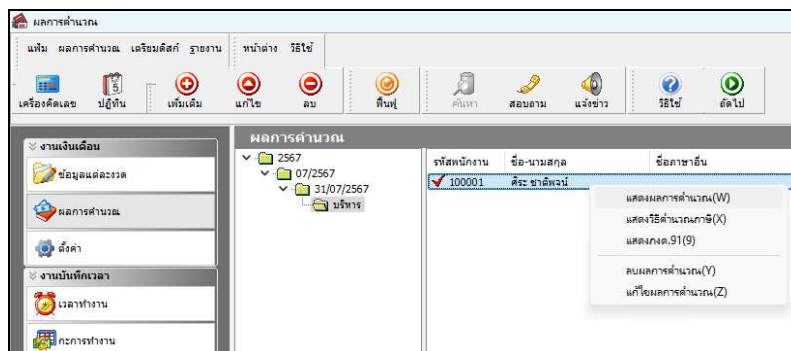 ผลการคำนวณ
แฟ้ม ผลการคำนวณ เตรียมดิสก์ รายงาน หน้าต่าง วิธีใช้
เครื่องคิดเลข ปฏิทิน เพิ่มเติม แก้ไข ลบ ฟื้นฟู ค้นหา สอบถาม แจ้งข่าว วิธีใช้ ถัดไป
งานเงินเดือน
ข้อมูลแต่ละงวด
ผลการคำนวณ
ตั้งค่า
งานบันทึกเวลา
เวลาทำงาน
กะการทำงาน
ผลการคำนวณ
2567
07/2567
31/07/2567
บริหาร
รหัสพนักงาน ชื่อ-นามสกุล ชื่อภาษาอื่น
100001 ศิระ ชาติพจน์
แสดงผลการคำนวณ(W)
แสดงวิธีคำนวณภาษี(X)
แสดงภงด.91(9)
ลบผลการคำนวณ(Y)
แก้ไขผลการคำนวณ(Z)